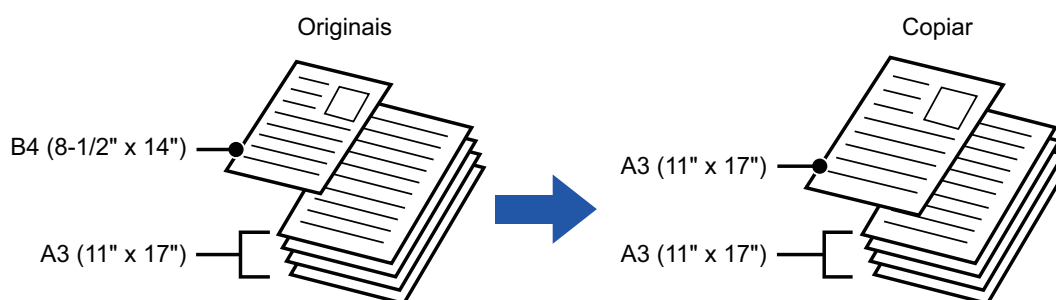 Originais
B4 (8-1/2" x 14")
A3 (11" x 17")
Copiar
A3 (11" x 17")
A3 (11" x 17")